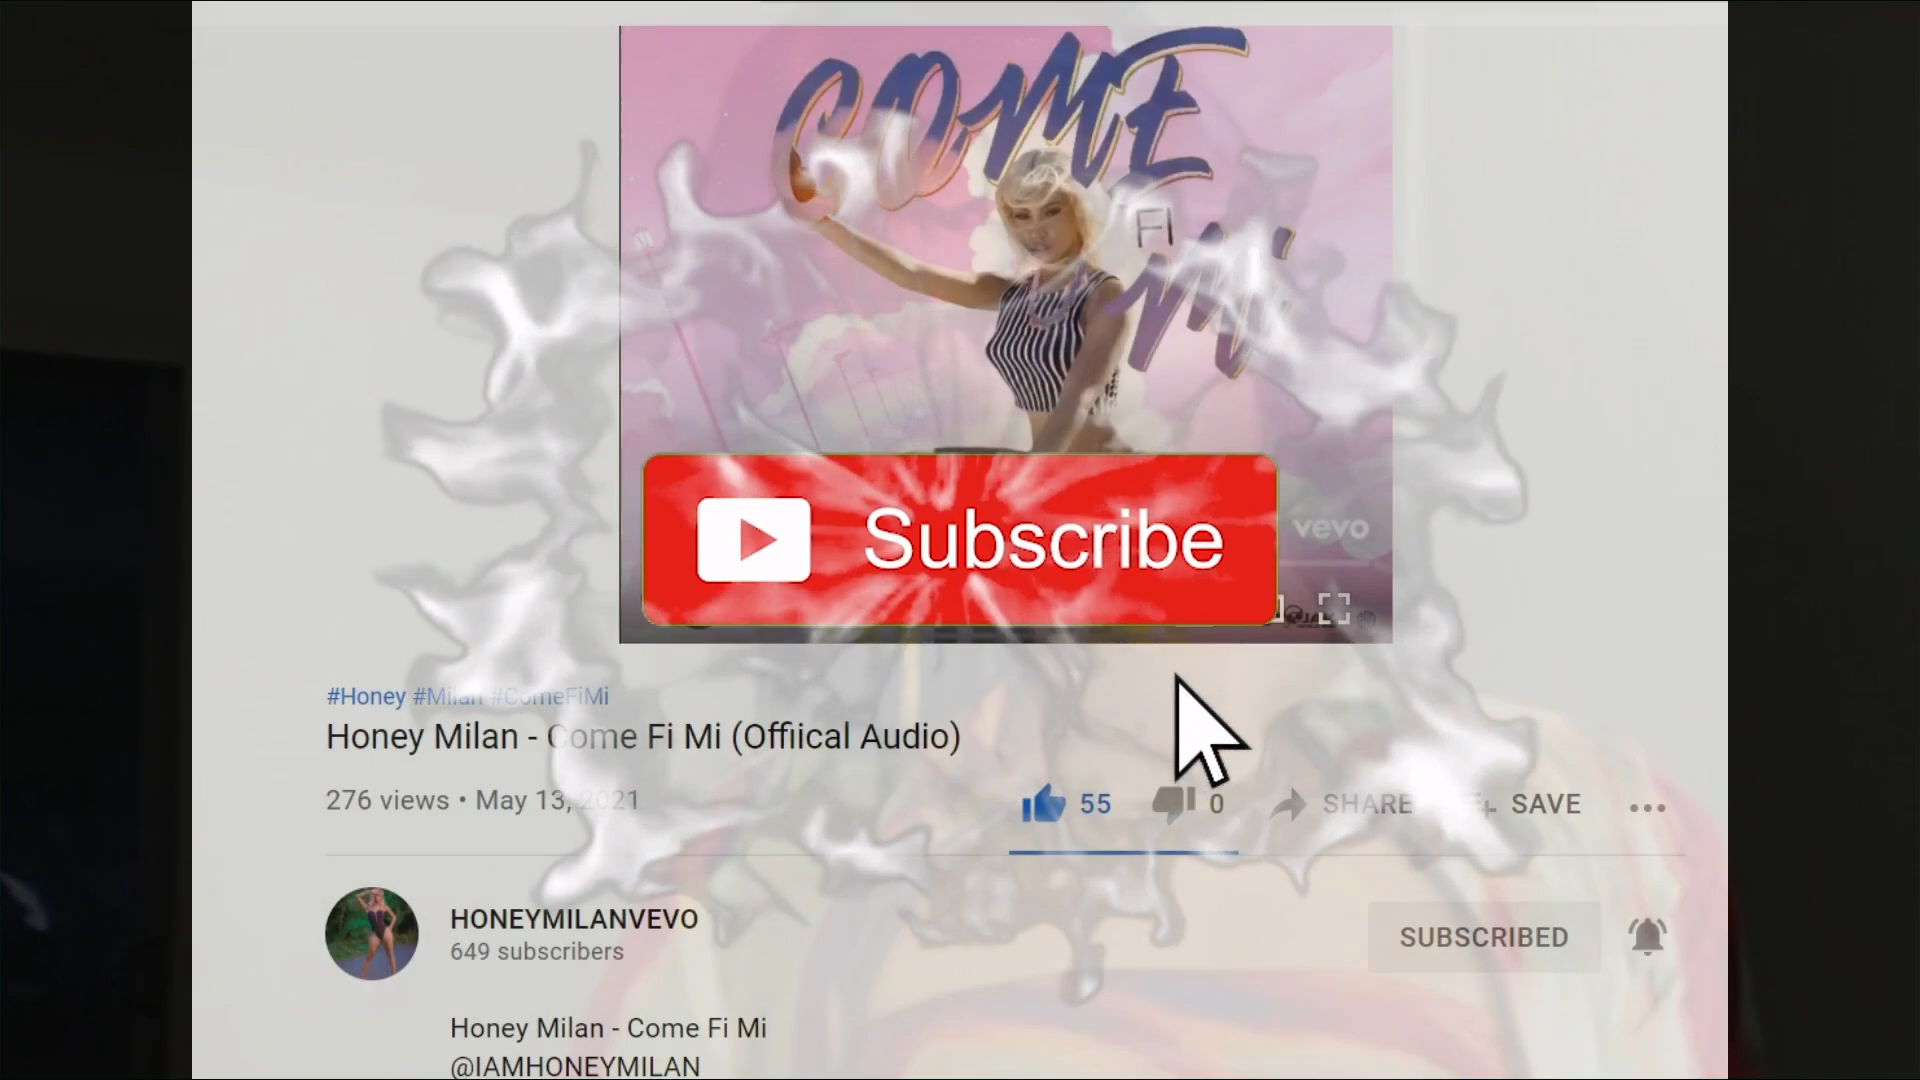 COME
FI
Mi
vevo
Subscribe
#Honey #Milan #ComeFiMi
Honey Milan - Come Fi Mi (Offiical Audio)
276 views • May 13, 2021
55 0 SHARE SAVE
HONEYMILANVEVO
649 subscribers
SUBSCRIBED
Honey Milan - Come Fi Mi
@IAMHONEYMILAN